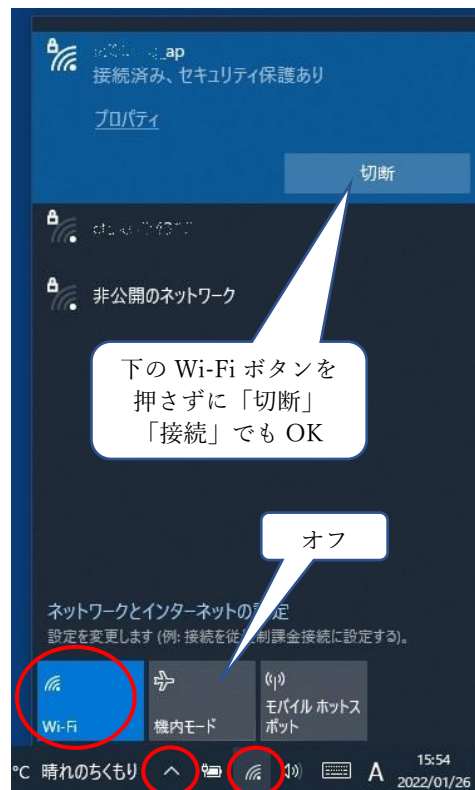 _ap
接続済み、セキュリティ保護あり
プロパティ
切断
非公開のネットワーク
下の Wi-Fi ボタンを
押さずに「切断」
「接続」でも OK
オフ
ネットワークとインターネットの 定
設定を変更します (例: 接続を従 制課金接続に設定する)。
Wi-Fi
機内モード
モバイル ホットス
ポット
°C 晴れのちくもり
A
15:54
2022/01/26